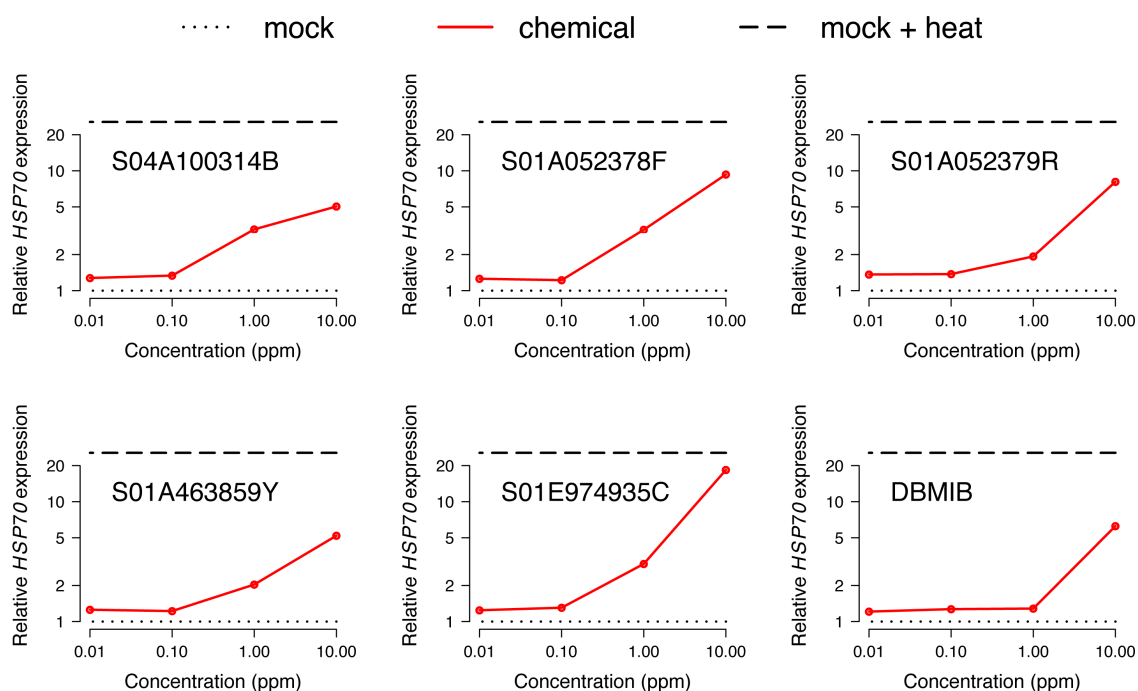 mock chemical mock + heat
Relative HSP70 expression
20
10
5
2
1
S04A100314B
0.01 0.10 1.00 10.00
Concentration (ppm)
Relative HSP70 expression
20
10
5
2
1
S01A052378F
0.01 0.10 1.00 10.00
Concentration (ppm)
Relative HSP70 expression
20
10
5
2
1
S01A052379R
0.01 0.10 1.00 10.00
Concentration (ppm)
Relative HSP70 expression
20
10
5
2
1
S01A463859Y
0.01 0.10 1.00 10.00
Concentration (ppm)
Relative HSP70 expression
20
10
5
2
1
S01E974935C
0.01 0.10 1.00 10.00
Concentration (ppm)
Relative HSP70 expression
20
10
5
2
1
DBMIB
0.01 0.10 1.00 10.00
Concentration (ppm)